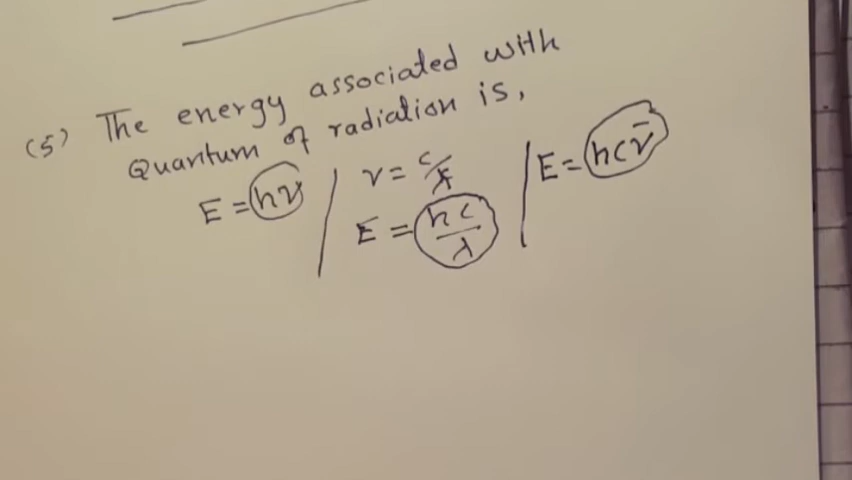 (5) The energy associated with
Quantum of radiation is,
E = hν / ν = c/λ / E = hcν̄
E = hc/λ